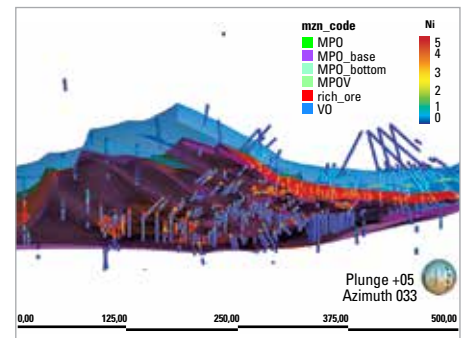 mzn_code
MPO
MPO_base
MPO_bottom
MPOV
rich_ore
VO
Ni
5
4
3
2
1
0
Plunge +05
Azimuth 033
0,00 125,00 250,00 375,00 500,00